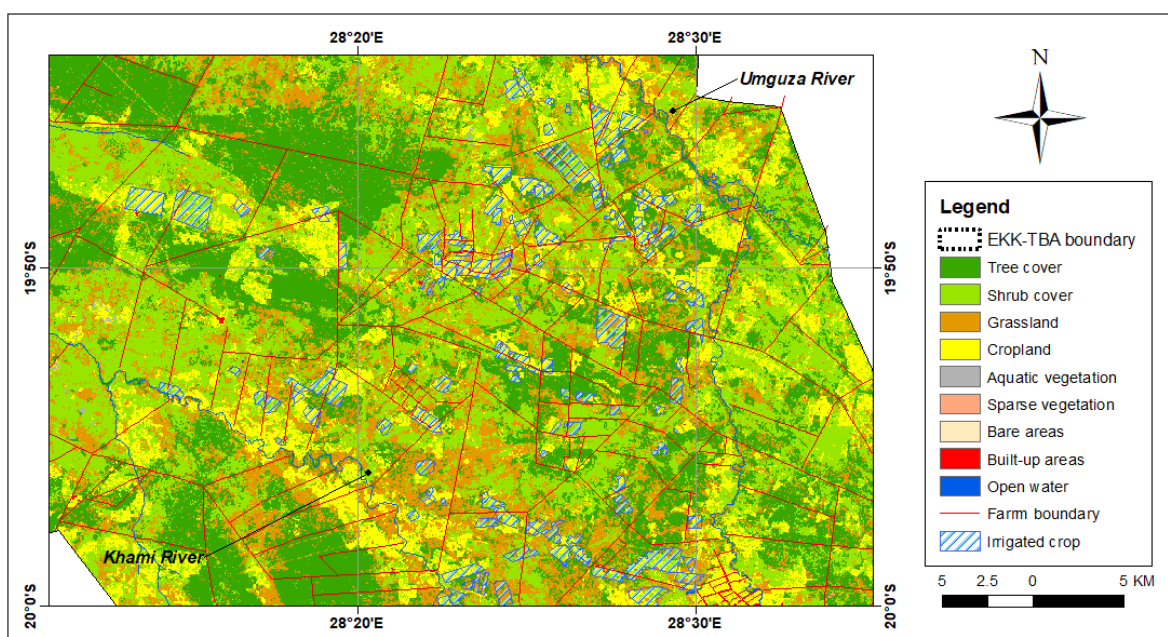 28°20'E
28°30'E
Umguza River
N
19°50'S
19°50'S
Legend
EKK-TBA boundary
Tree cover
Shrub cover
Grassland
Cropland
Aquatic vegetation
Sparse vegetation
Bare areas
Built-up areas
Open water
Farrm boundary
Irrigated crop
Khami River
5 2.5 0 5 KM
20°0'S
20°0'S
28°20'E
28°30'E